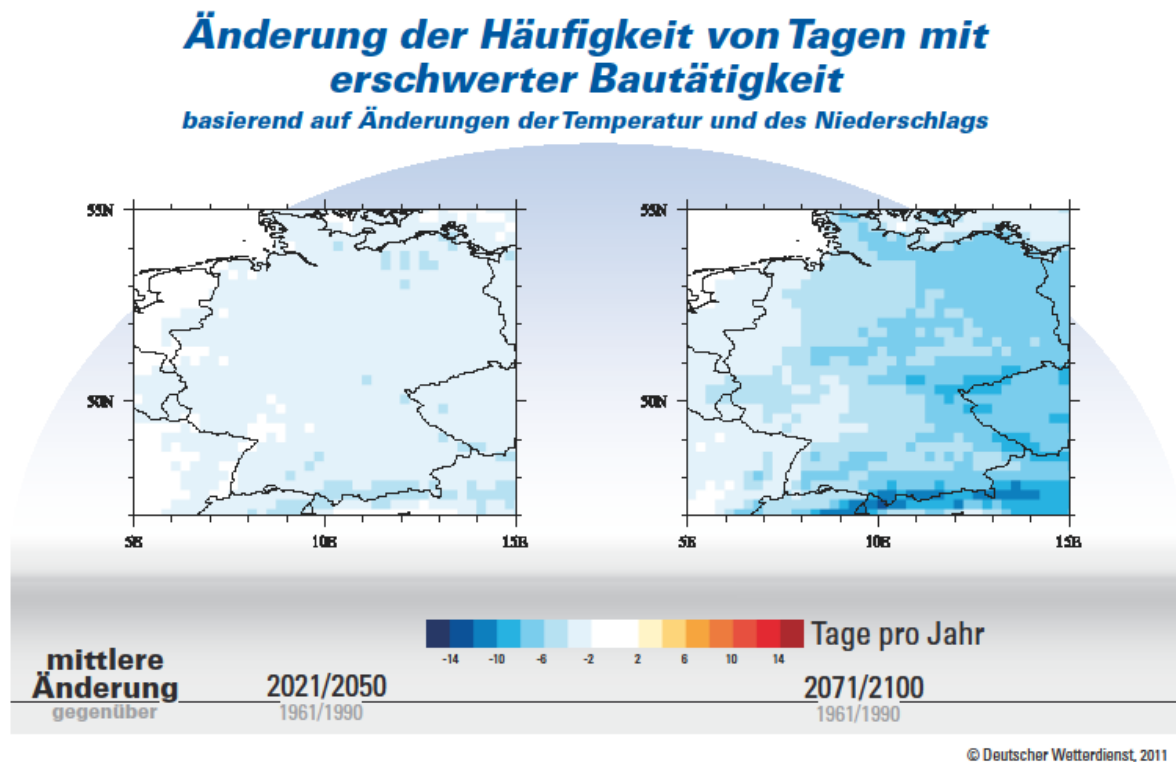 Änderung der Häufigkeit von Tagen mit
erschwerter Bautätigkeit
basierend auf Änderungen der Temperatur und des Niederschlags
55N
50N
5E 10E 15E
55N
50N
5E 10E 15E
-14 -10 -6 -2 2 6 10 14
Tage pro Jahr
mittlere
Änderung
gegenüber
2021/2050
1961/1990
2071/2100
1961/1990
© Deutscher Wetterdienst, 2011